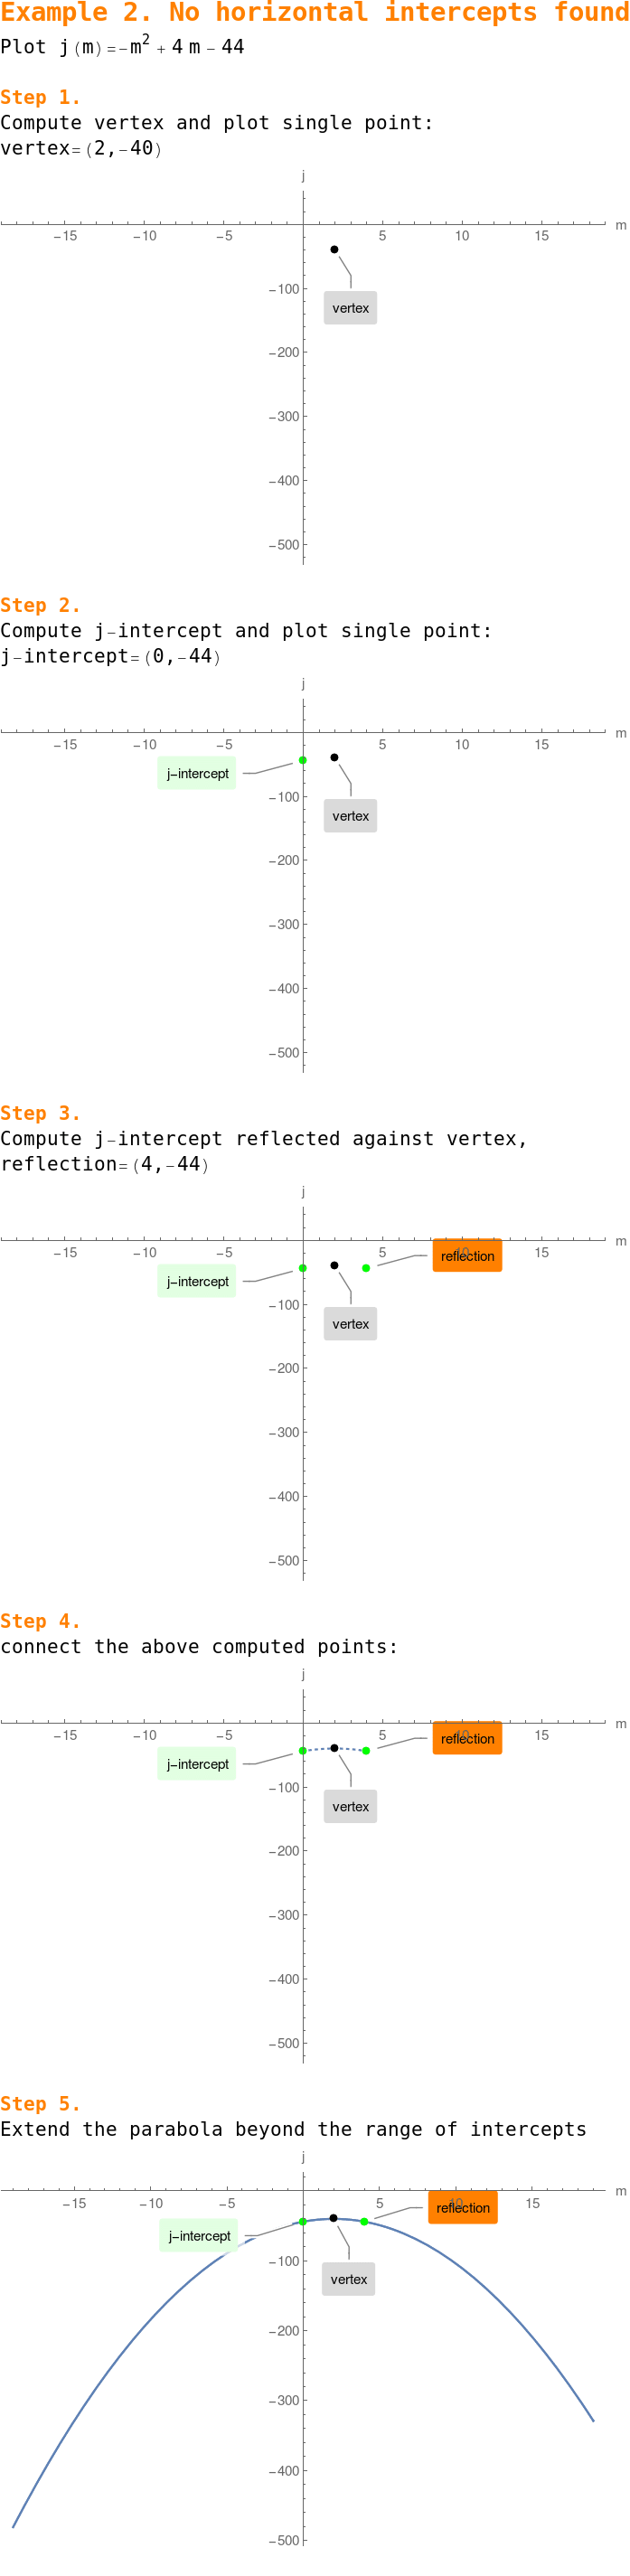 Example 2. No horizontal intercepts found
Plot j(m)=−m² + 4 m − 44
Step 1.
Compute vertex and plot single point:
vertex=(2,−40)
j
m
−15 −10 −5 5 10 15
vertex
−100
−200
−300
−400
−500
Step 2.
Compute j−intercept and plot single point:
j−intercept=(0,−44)
j
m
−15 −10 −5 5 10 15
j−intercept
vertex
−100
−200
−300
−400
−500
Step 3.
Compute j−intercept reflected against vertex,
reflection=(4,−44)
j
m
−15 −10 −5 5 10 15
reflection
j−intercept
vertex
−100
−200
−300
−400
−500
Step 4.
connect the above computed points:
j
m
−15 −10 −5 5 10 15
reflection
j−intercept
vertex
−100
−200
−300
−400
−500
Step 5.
Extend the parabola beyond the range of intercepts
j
m
−15 −10 −5 5 10 15
reflection
j−intercept
vertex
−100
−200
−300
−400
−500